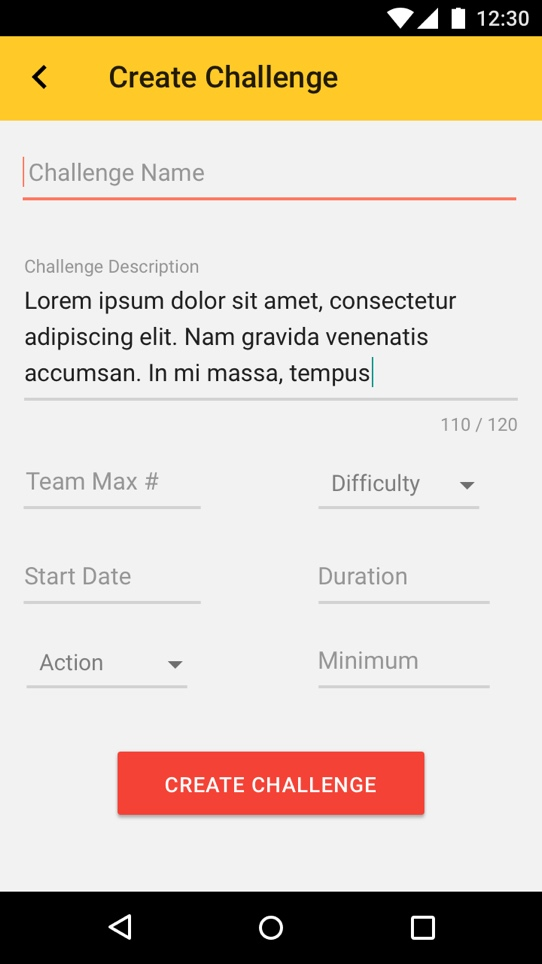 12:30
Create Challenge
Challenge Name
Challenge Description
Lorem ipsum dolor sit amet, consectetur
adipiscing elit. Nam gravida venenatis
accumsan. In mi massa, tempus
110 / 120
Team Max #
Difficulty
Start Date
Duration
Action
Minimum
CREATE CHALLENGE